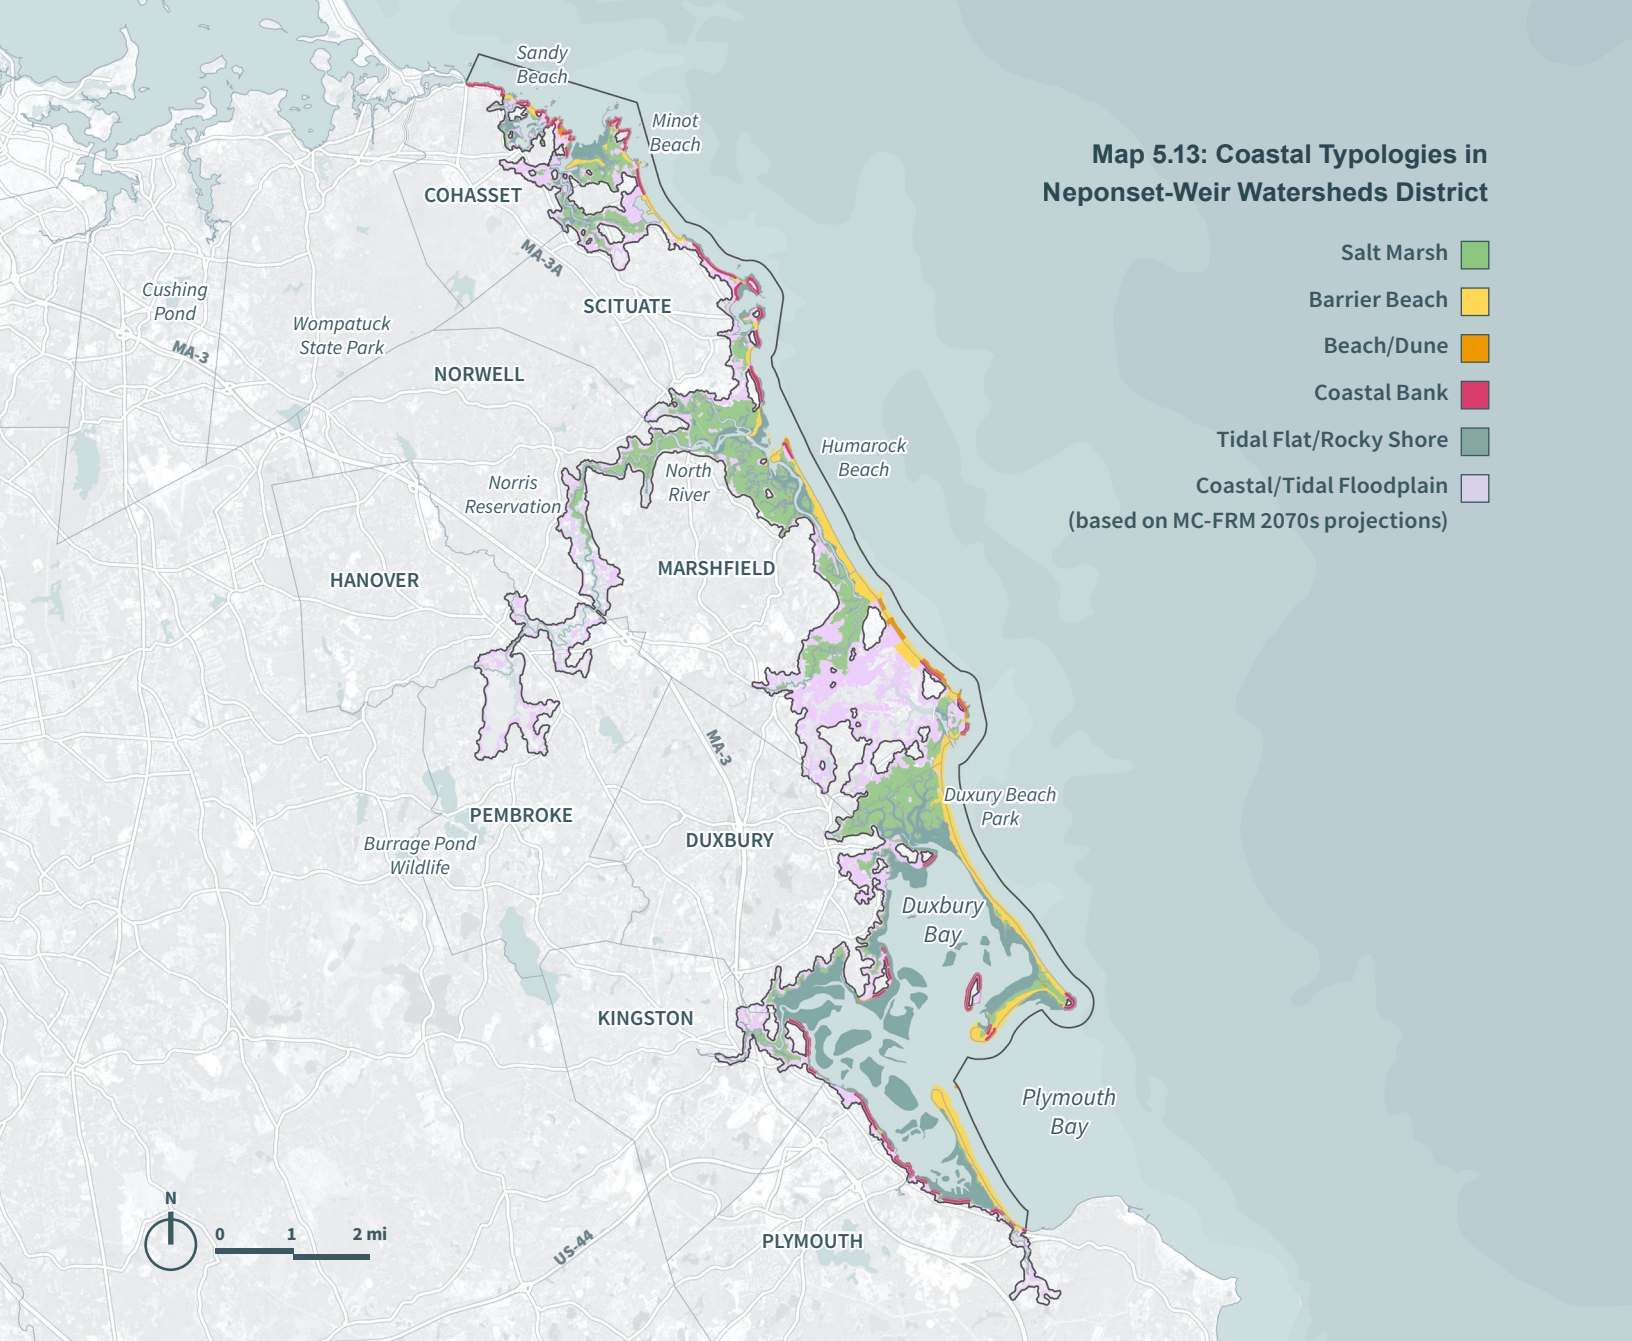 Map 5.13: Coastal Typologies in
Neponset-Weir Watersheds District
Salt Marsh
Barrier Beach
Beach/Dune
Coastal Bank
Tidal Flat/Rocky Shore
Coastal/Tidal Floodplain
(based on MC-FRM 2070s projections)
Sandy
Beach
Minot
Beach
COHASSET
MA-3A
Cushing
Pond
SCITUATE
Wompatuck
State Park
MA-3
NORWELL
Humarock
Beach
North
River
Norris
Reservation
MARSHFIELD
HANOVER
MA-3
Duxury Beach
Park
PEMBROKE
DUXBURY
Burrage Pond
Wildlife
Duxbury
Bay
KINGSTON
Plymouth
Bay
N
0 1 2 mi
US-44
PLYMOUTH